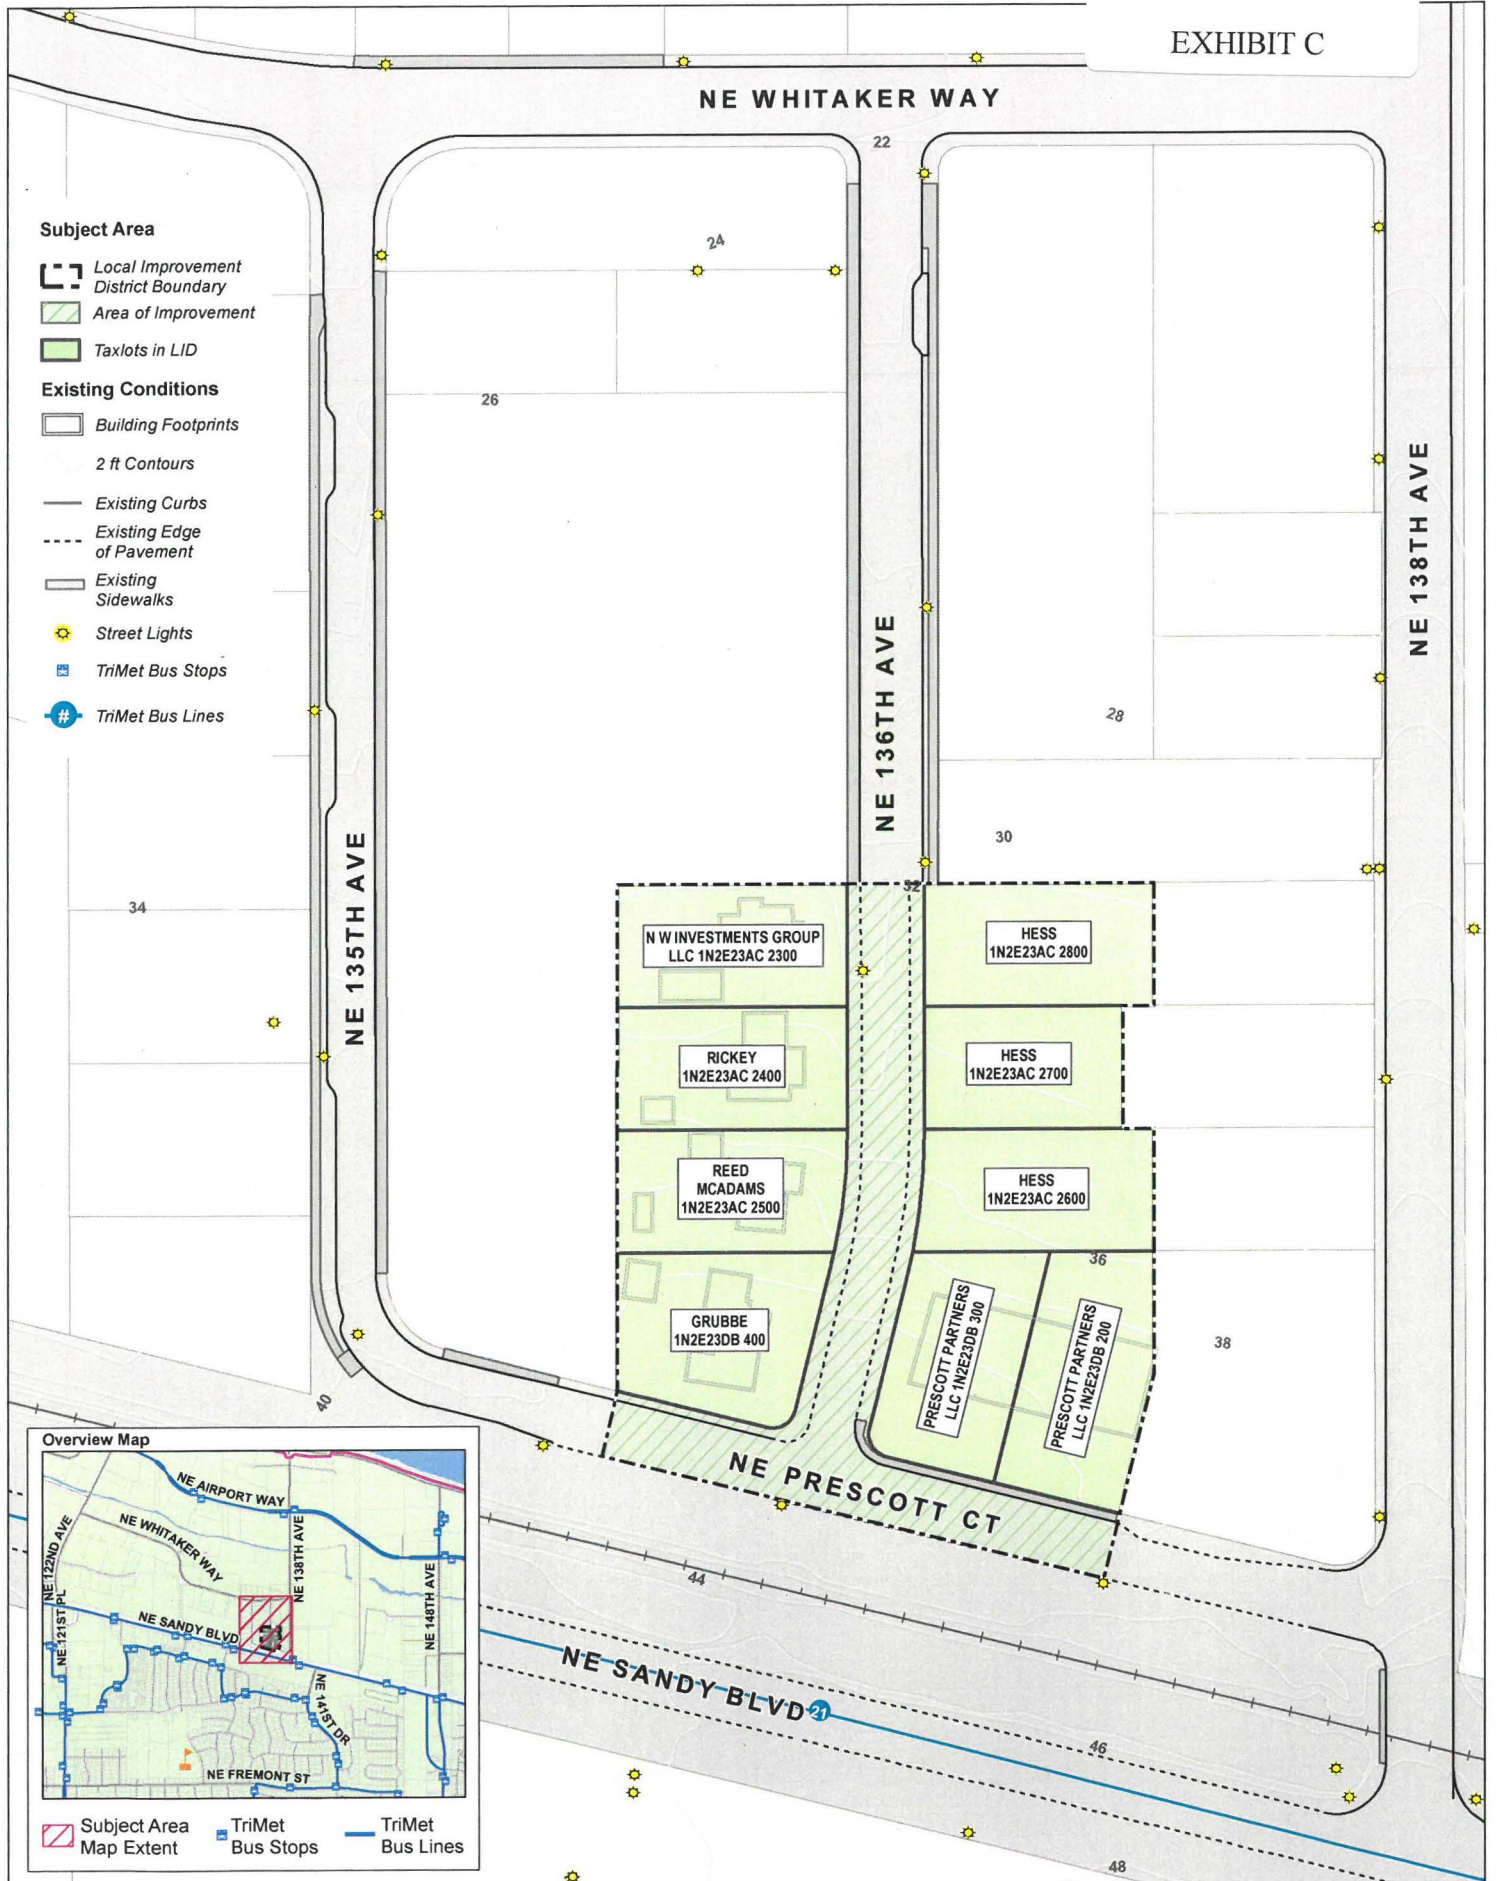 EXHIBIT C
NE WHITAKER WAY
22
24
26
Subject Area
Local Improvement
District Boundary
Area of Improvement
Taxlots in LID
Existing Conditions
Building Footprints
2 ft Contours
Existing Curbs
Existing Edge
of Pavement
Existing
Sidewalks
Street Lights
TriMet Bus Stops
#
TriMet Bus Lines
NE 135TH AVE
NE 136TH AVE
NE 138TH AVE
28
30
32
34
N W INVESTMENTS GROUP
LLC 1N2E23AC 2300
HESS
1N2E23AC 2800
RICKEY
1N2E23AC 2400
HESS
1N2E23AC 2700
REED
MCADAMS
1N2E23AC 2500
HESS
1N2E23AC 2600
36
GRUBBE
1N2E23DB 400
PRESCOTT PARTNERS
LLC 1N2E23DB 300
PRESCOTT PARTNERS
LLC 1N2E23DB 200
38
40
NE PRESCOTT CT
44
NE SANDY BLVD
21
46
48
Overview Map
NE AIRPORT WAY
NE WHITAKER WAY
NE 122ND AVE
NE 138TH AVE
NE 121ST PL
NE SANDY BLVD
NE 148TH AVE
NE 141ST DR
NE FREMONT ST
Subject Area
Map Extent
TriMet
Bus Stops
TriMet
Bus Lines